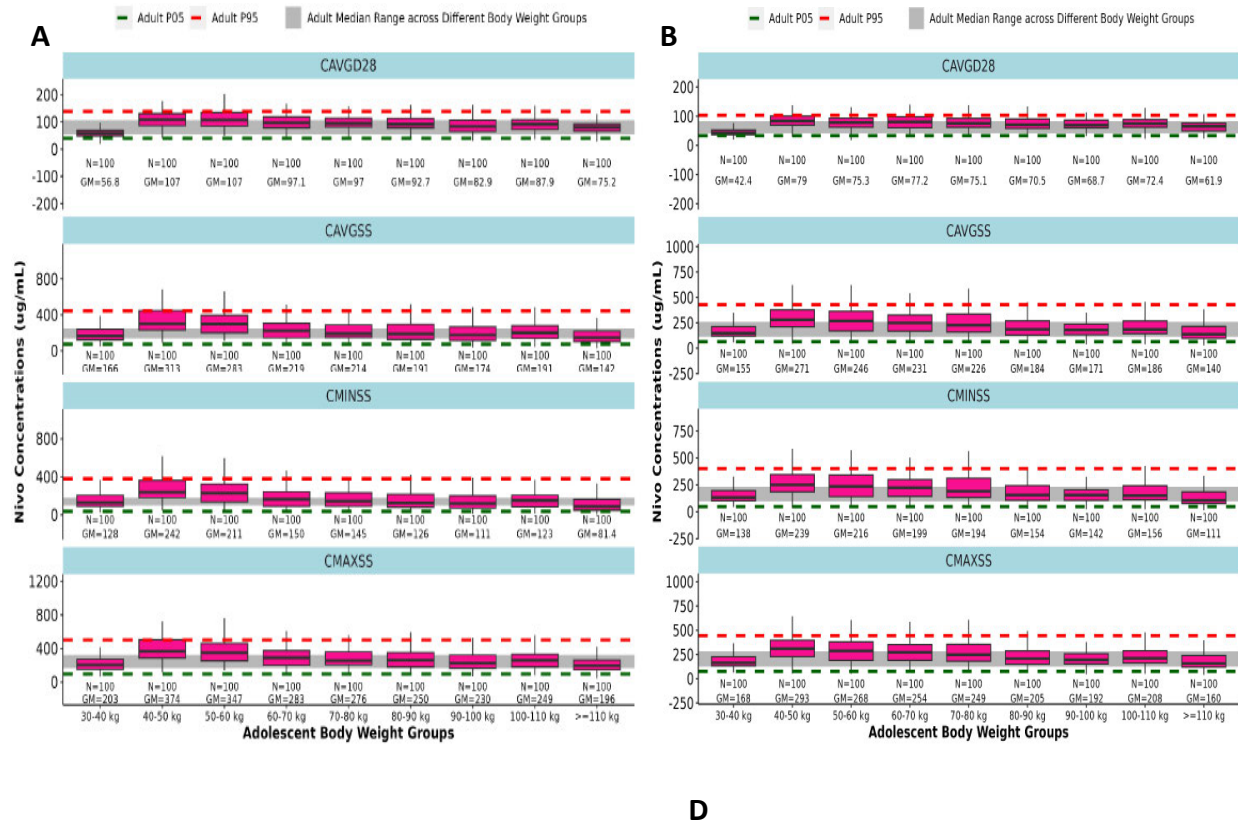 Adult P05 Adult P95 Adult Median Range across Different Body Weight Groups
A
CAVGD28
200
100
0
-100
-200
N=100 N=100 N=100 N=100 N=100 N=100 N=100 N=100 N=100
GM=56.8 GM=107 GM=107 GM=97.1 GM=97 GM=92.7 GM=82.9 GM=87.9 GM=75.2
CAVGSS
800
400
0
N=100 N=100 N=100 N=100 N=100 N=100 N=100 N=100 N=100
GM=166 GM=313 GM=283 GM=219 GM=214 GM=191 GM=174 GM=191 GM=142
CMINSS
800
400
0
N=100 N=100 N=100 N=100 N=100 N=100 N=100 N=100 N=100
GM=128 GM=242 GM=211 GM=150 GM=145 GM=126 GM=111 GM=123 GM=81.4
CMAXSS
1200
800
400
0
N=100 N=100 N=100 N=100 N=100 N=100 N=100 N=100 N=100
GM=203 GM=374 GM=347 GM=283 GM=276 GM=250 GM=230 GM=249 GM=196
30-40 kg 40-50 kg 50-60 kg 60-70 kg 70-80 kg 80-90 kg 90-100 kg 100-110 kg >=110 kg
Adolescent Body Weight Groups
Nivo Concentrations (ug/mL)
Adult P05 Adult P95 Adult Median Range across Different Body Weight Groups
B
CAVGD28
200
100
0
-100
-200
N=100 N=100 N=100 N=100 N=100 N=100 N=100 N=100 N=100
GM=42.4 GM=79 GM=75.3 GM=77.2 GM=75.1 GM=70.5 GM=68.7 GM=72.4 GM=61.9
CAVGSS
1000
750
500
250
0
-250
N=100 N=100 N=100 N=100 N=100 N=100 N=100 N=100 N=100
GM=155 GM=271 GM=246 GM=231 GM=226 GM=184 GM=171 GM=186 GM=140
CMINSS
750
500
250
0
-250
N=100 N=100 N=100 N=100 N=100 N=100 N=100 N=100 N=100
GM=138 GM=239 GM=216 GM=199 GM=194 GM=154 GM=142 GM=156 GM=111
CMAXSS
1000
750
500
250
0
-250
N=100 N=100 N=100 N=100 N=100 N=100 N=100 N=100 N=100
GM=168 GM=293 GM=268 GM=254 GM=249 GM=205 GM=192 GM=208 GM=160
30-40 kg 40-50 kg 50-60 kg 60-70 kg 70-80 kg 80-90 kg 90-100 kg 100-110 kg >=110 kg
Adolescent Body Weight Groups
Nivo Concentrations (ug/mL)
D